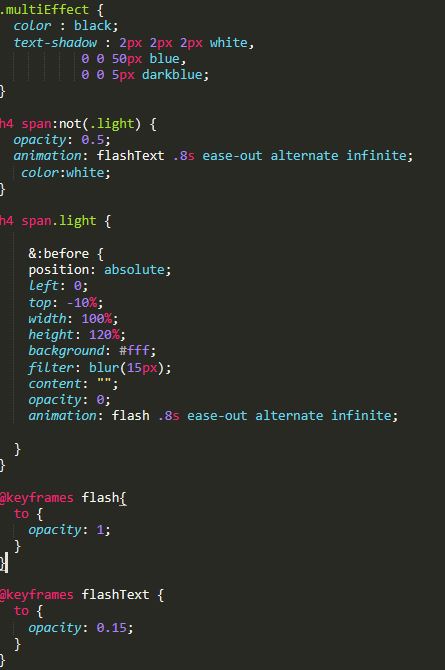 .multiEffect {
color : black;
text-shadow : 2px 2px 2px white,
0 0 50px blue,
0 0 5px darkblue;
}
h4 span:not(.light) {
opacity: 0.5;
animation: flashText .8s ease-out alternate infinite;
color:white;
}
h4 span.light {
&:before {
position: absolute;
left: 0;
top: -10%;
width: 100%;
height: 120%;
background: #fff;
filter: blur(15px);
content: "";
opacity: 0;
animation: flash .8s ease-out alternate infinite;
}
}
@keyframes flash{
to {
opacity: 1;
}
}
@keyframes flashText {
to {
opacity: 0.15;
}
}